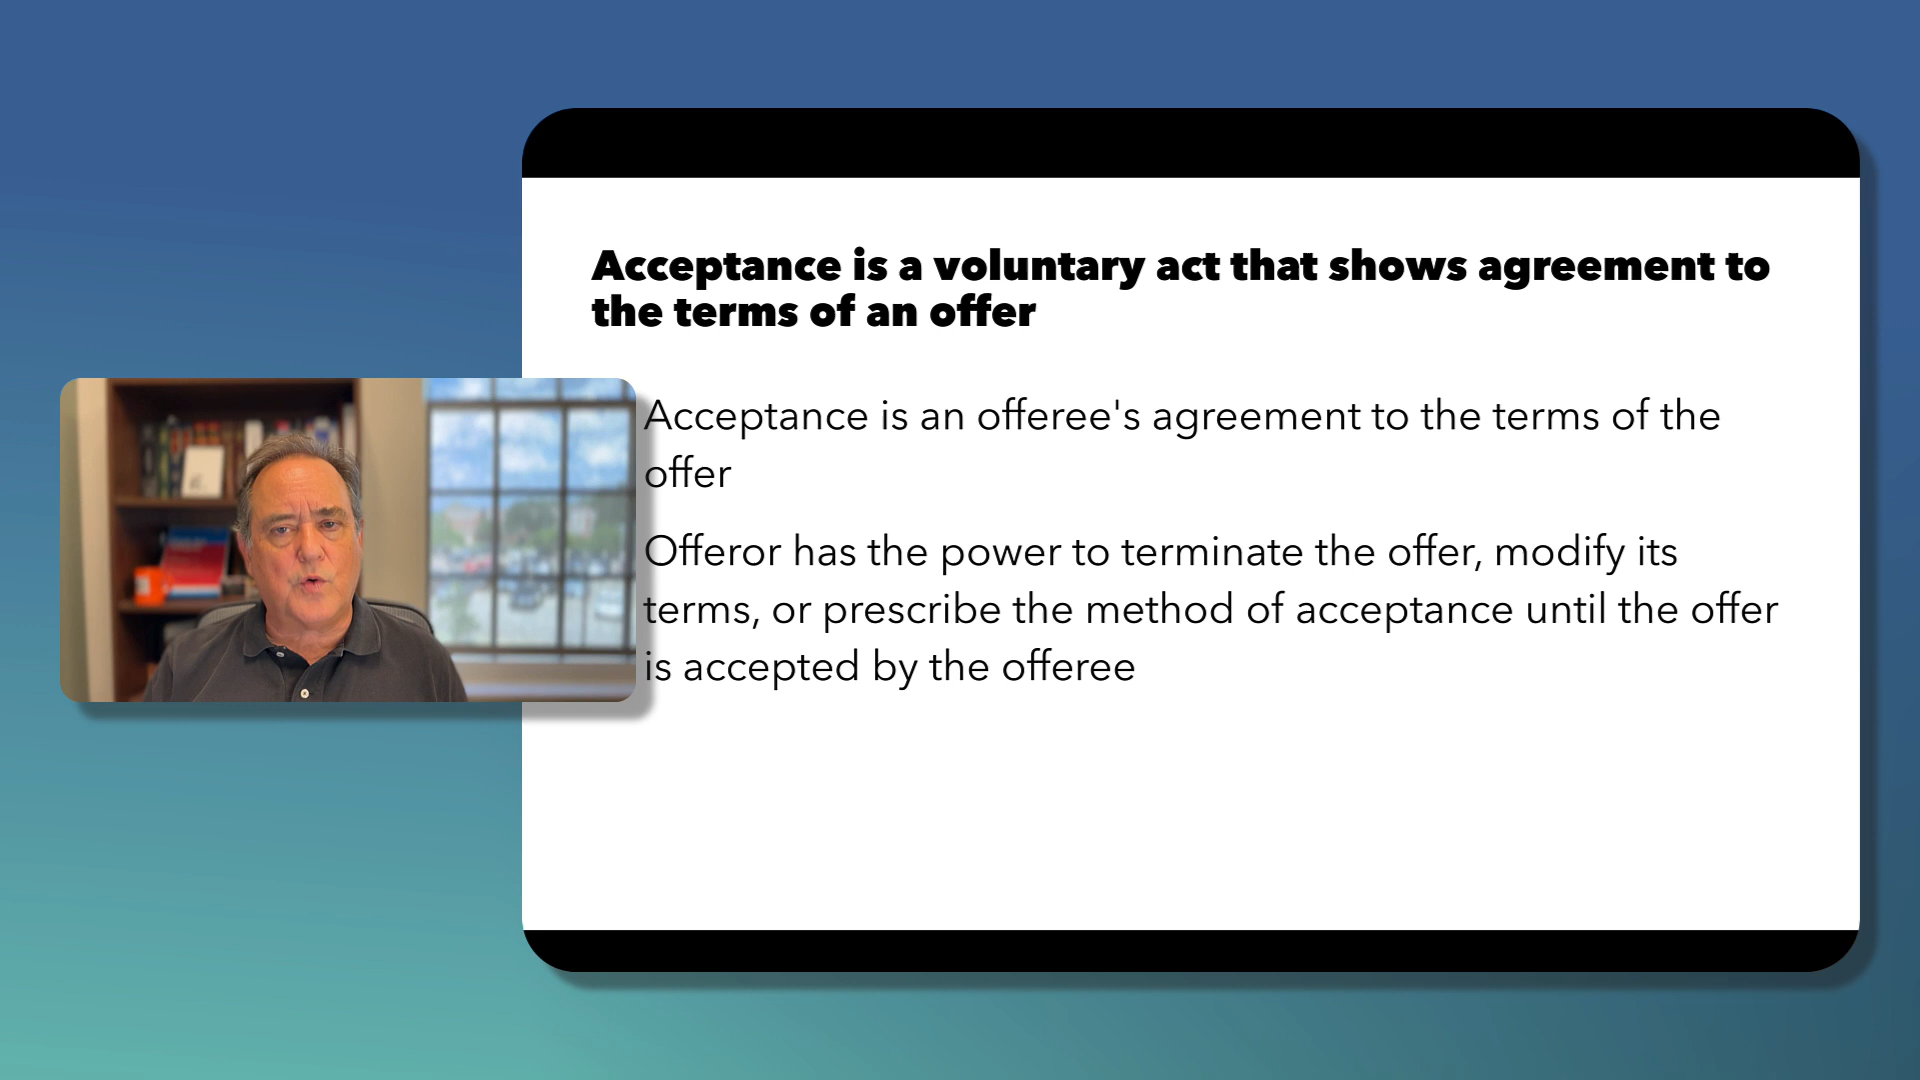 Acceptance is a voluntary act that shows agreement to
the terms of an offer
Acceptance is an offeree's agreement to the terms of the
offer
Offeror has the power to terminate the offer, modify its
terms, or prescribe the method of acceptance until the offer
is accepted by the offeree